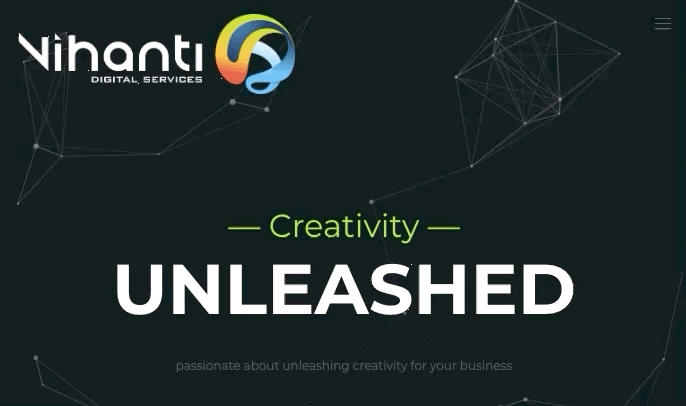 Vihanti
DIGITAL SERVICES
— Creativity —
UNLEASHED
passionate about unleashing creativity for your business